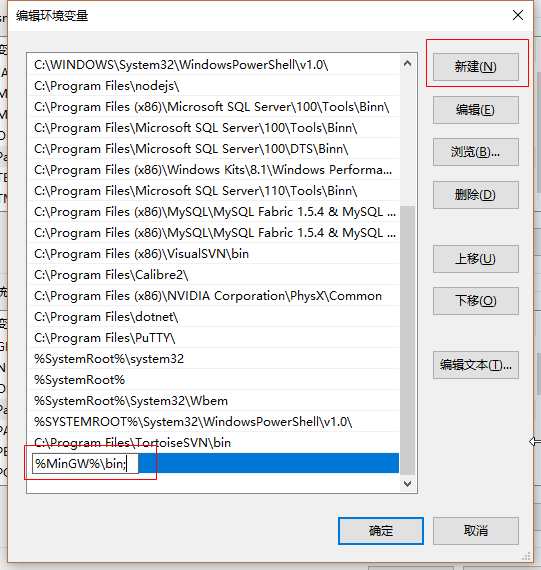 编辑环境变量
C:\WINDOWS\System32\WindowsPowerShell\v1.0\
C:\Program Files\nodejs\
C:\Program Files (x86)\Microsoft SQL Server\100\Tools\Binn\
C:\Program Files\Microsoft SQL Server\100\Tools\Binn\
C:\Program Files\Microsoft SQL Server\100\DTS\Binn\
C:\Program Files (x86)\Windows Kits\8.1\Windows Performa...
C:\Program Files\Microsoft SQL Server\110\Tools\Binn\
C:\Program Files (x86)\MySQL\MySQL Fabric 1.5.4 & MySQL ...
C:\Program Files (x86)\MySQL\MySQL Fabric 1.5.4 & MySQL ...
C:\Program Files (x86)\VisualSVN\bin
C:\Program Files\Calibre2\
C:\Program Files (x86)\NVIDIA Corporation\PhysX\Common
C:\Program Files\dotnet\
C:\Program Files\PuTTY\
%SystemRoot%\system32
%SystemRoot%
%SystemRoot%\System32\Wbem
%SYSTEMROOT%\System32\WindowsPowerShell\v1.0\
C:\Program Files\TortoiseSVN\bin
%MinGW%\bin;
新建(N)
编辑(E)
浏览(B)...
删除(D)
上移(U)
下移(O)
编辑文本(T)...
确定
取消